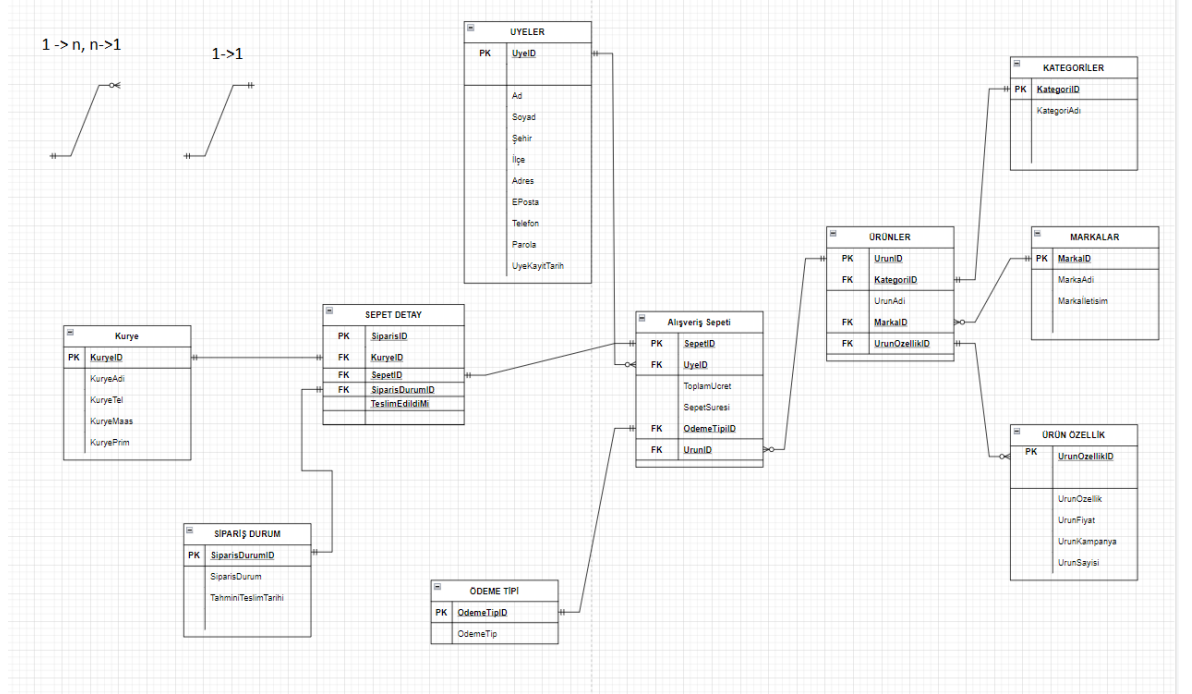 1 -> n, n->1
1->1
UYELER
PK UyeID
Ad
Soyad
Şehir
İlçe
Adres
EPosta
Telefon
Parola
UyeKayitTarih
KATEGORİLER
PK KategoriID
KategoriAdı
ÜRÜNLER
PK UrunID
FK KategoriID
UrunAdi
FK MarkaID
FK UrunOzellikID
MARKALAR
PK MarkaID
MarkaAdi
MarkaIletisim
SEPET DETAY
PK SiparisID
FK KuryeID
FK SepetID
FK SiparisDurumID
TeslimEdildiMi
Alışveriş Sepeti
PK SepetID
FK UyeID
ToplamUcret
SepetSuresi
FK OdemeTipiID
FK UrunID
Kurye
PK KuryeID
KuryeAdi
KuryeTel
KuryeMaas
KuryePrim
ÜRÜN ÖZELLİK
PK UrunOzellikID
UrunOzellik
UrunFiyat
UrunKampanya
UrunSayisi
SİPARİŞ DURUM
PK SiparisDurumID
SiparisDurum
TahminiTeslimTarihi
ÖDEME TİPİ
PK OdemeTipID
OdemeTip